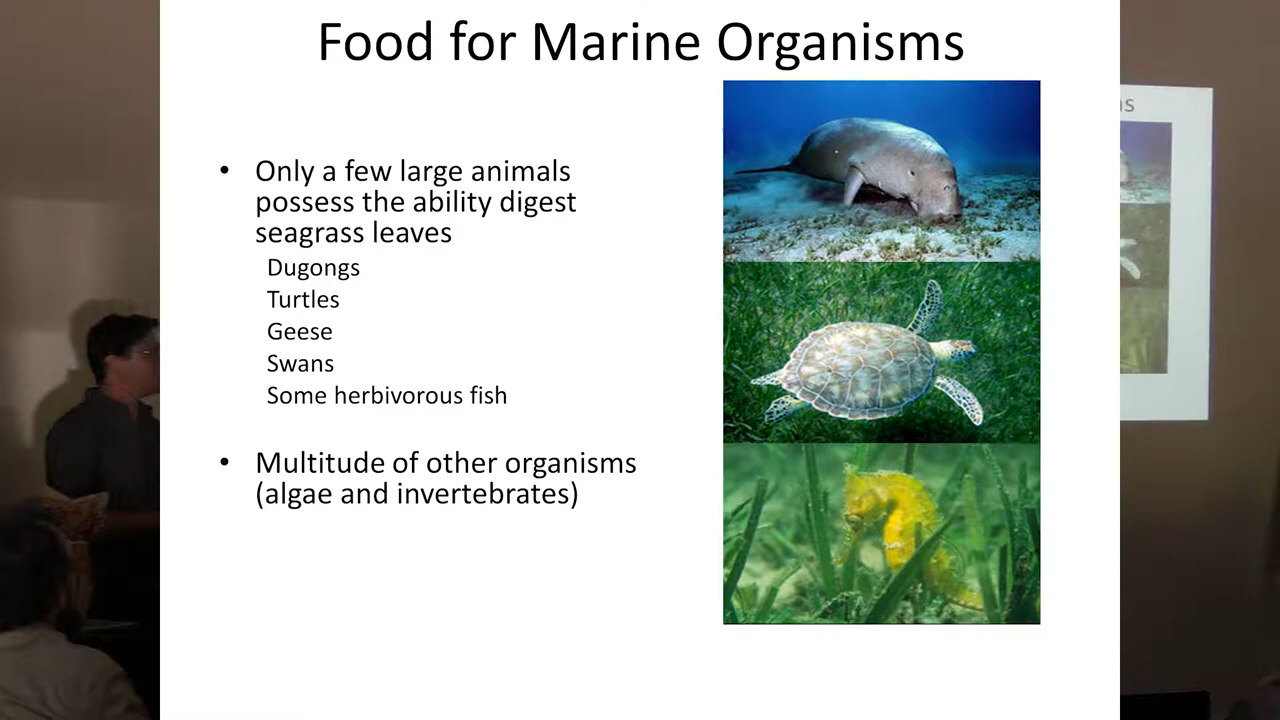 Food for Marine Organisms
• Only a few large animals
possess the ability digest
seagrass leaves
Dugongs
Turtles
Geese
Swans
Some herbivorous fish
• Multitude of other organisms
(algae and invertebrates)